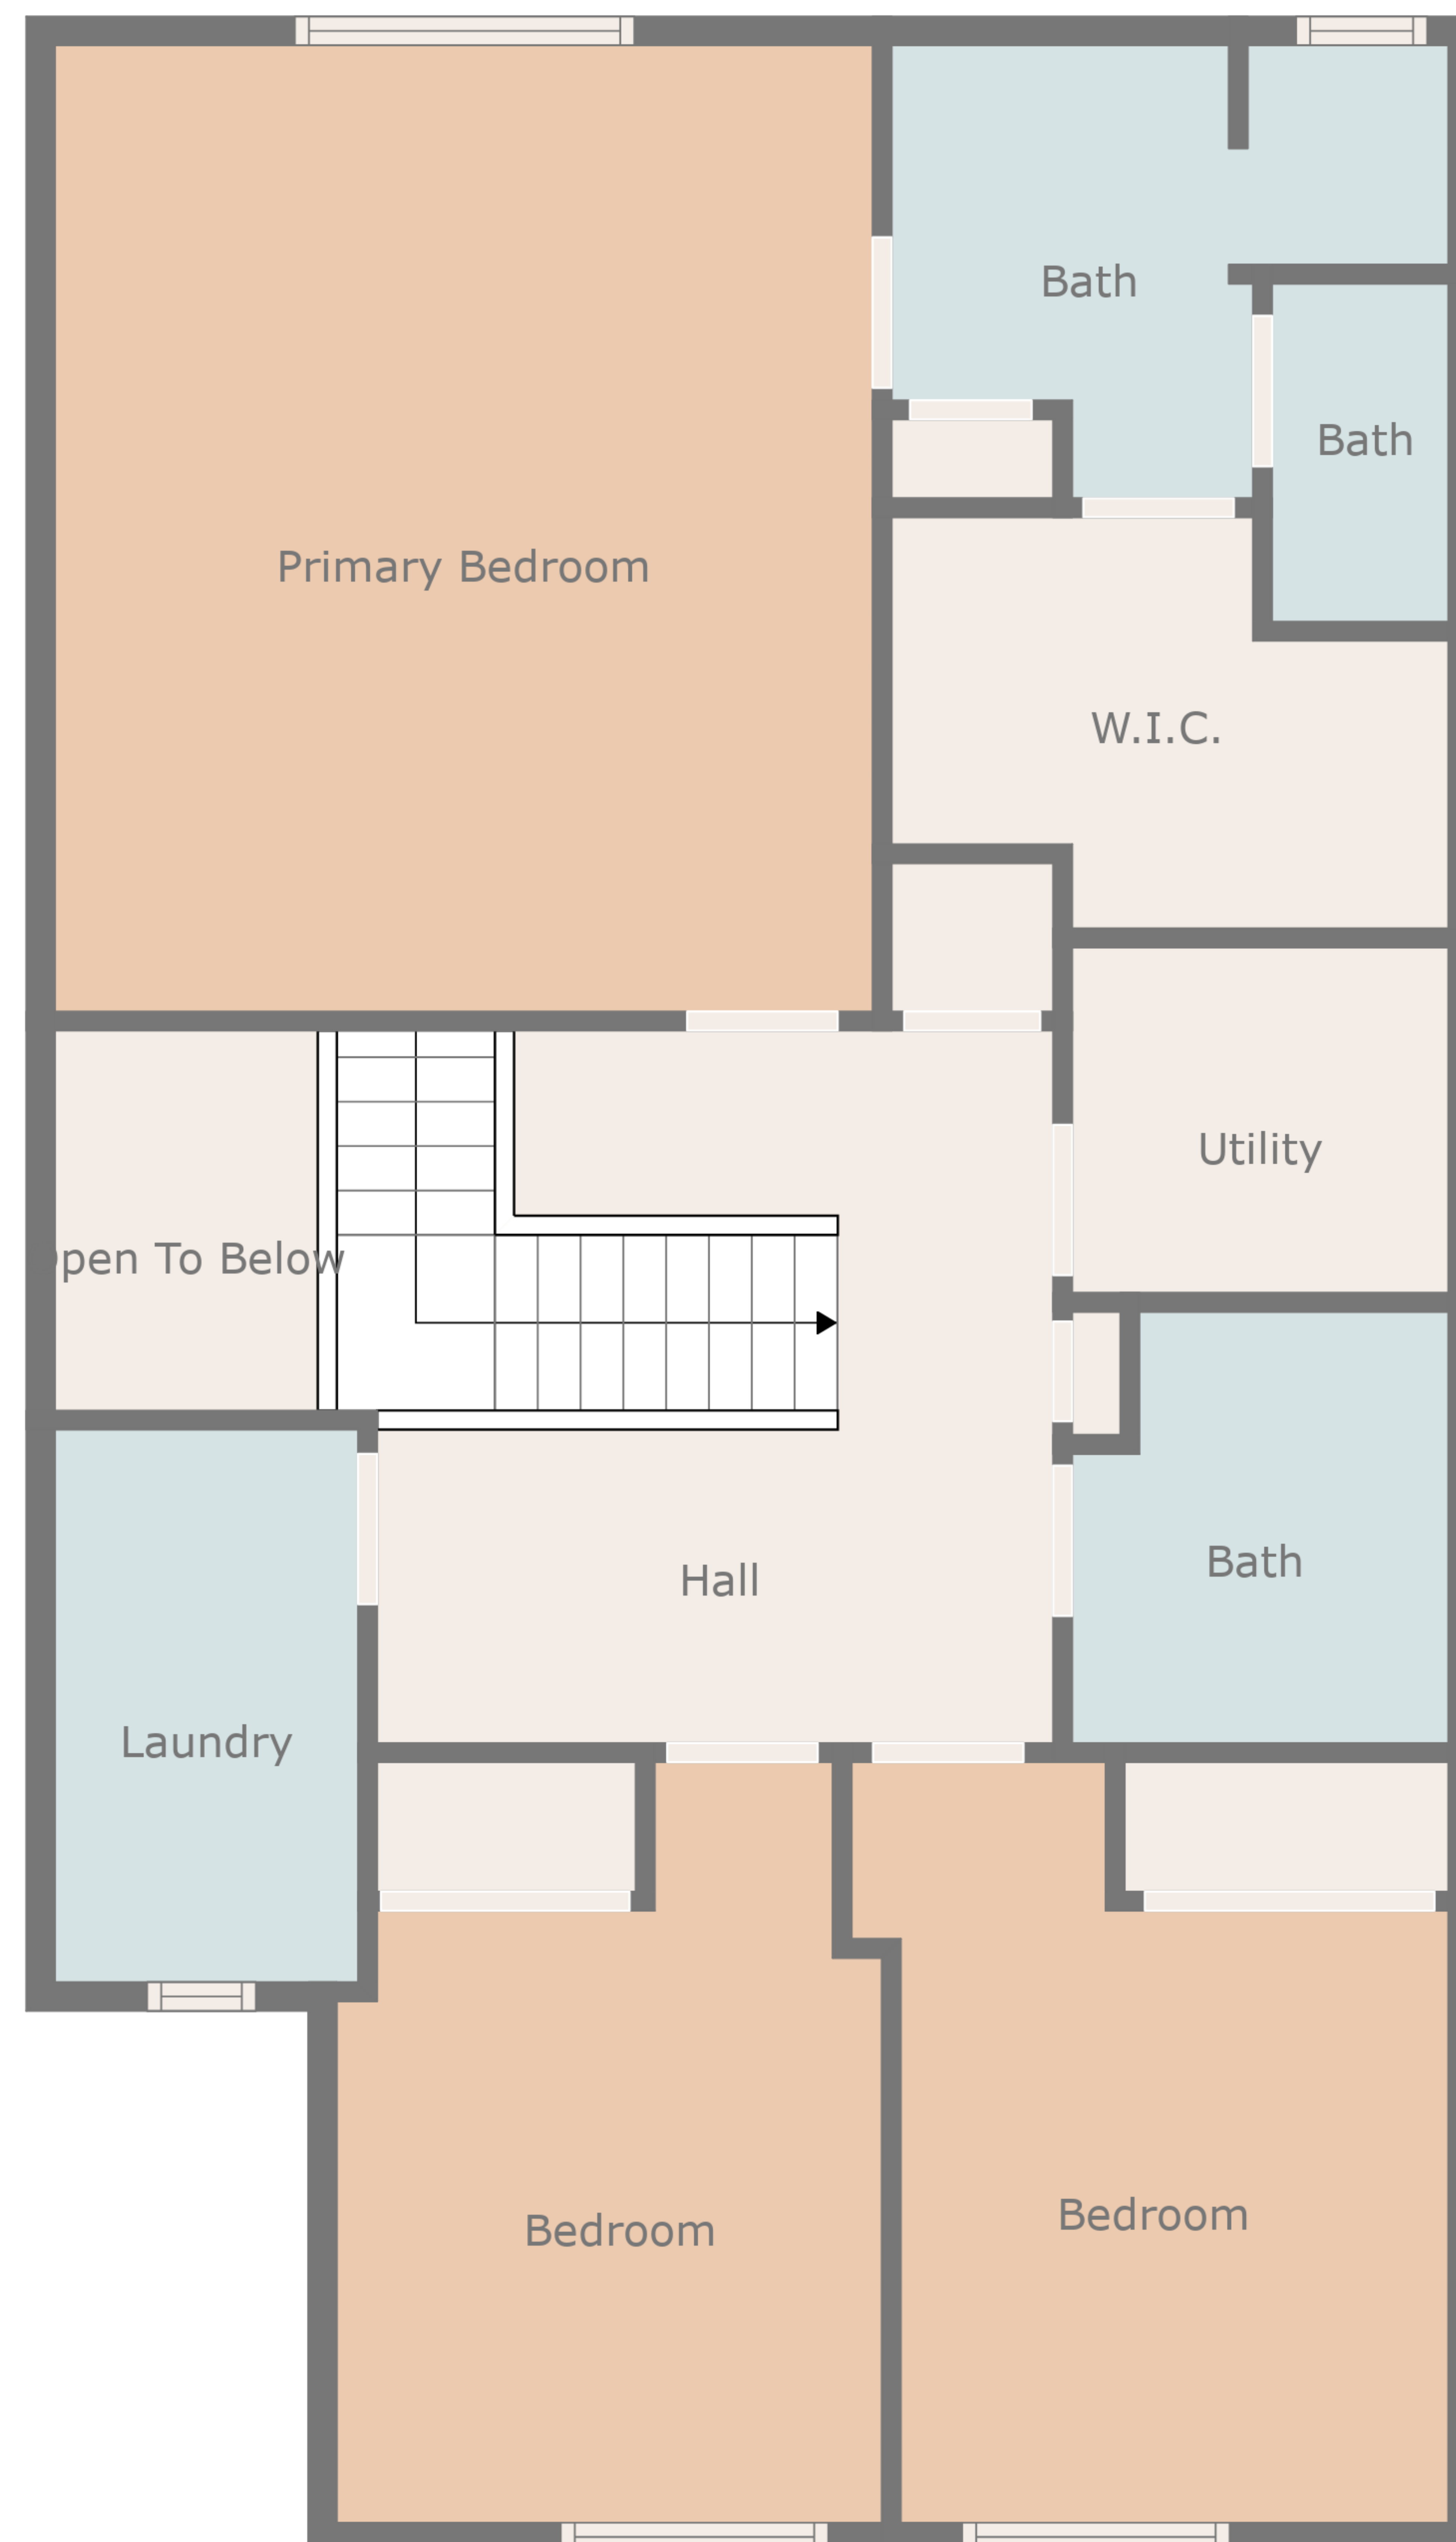 Bath
Bath
Primary Bedroom
W.I.C.
Utility
pen To Below
Bath
Hall
Laundry
Bedroom
Bedroom